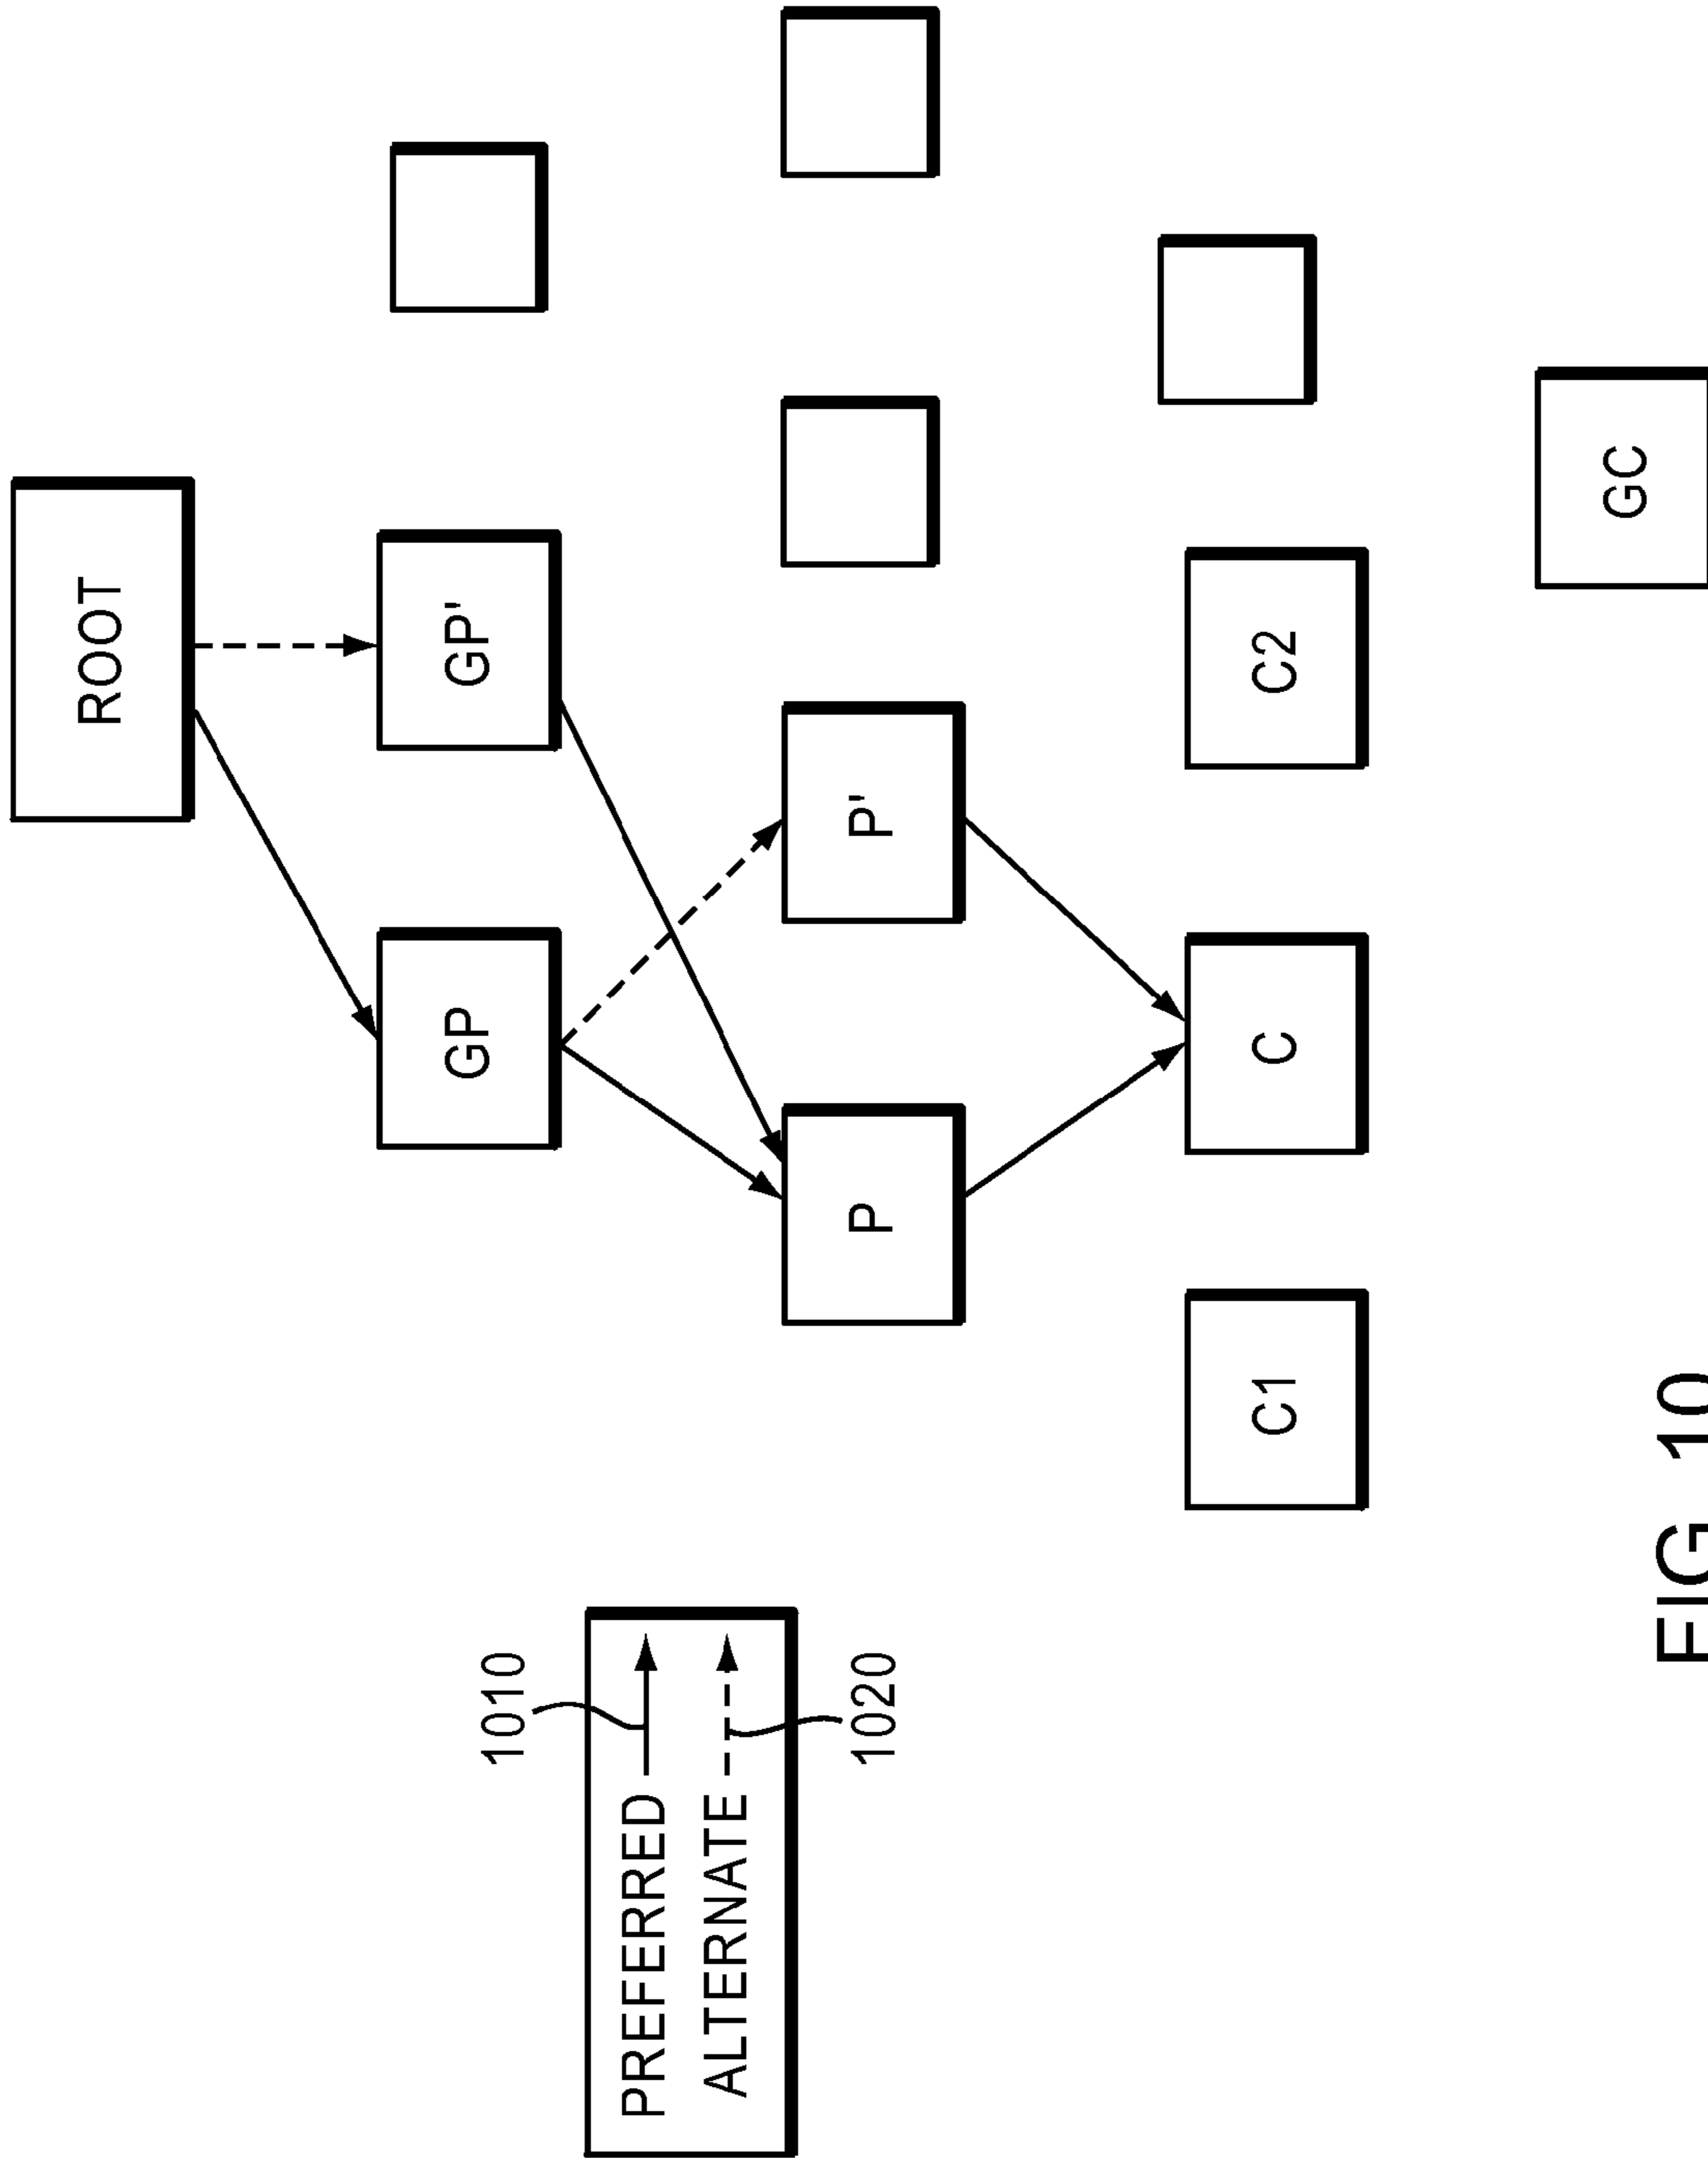 ROOT
GP
GP'
P
P'
C1
C
C2
GC
1010
PREFERRED
ALTERNATE
1020
FIG. 10